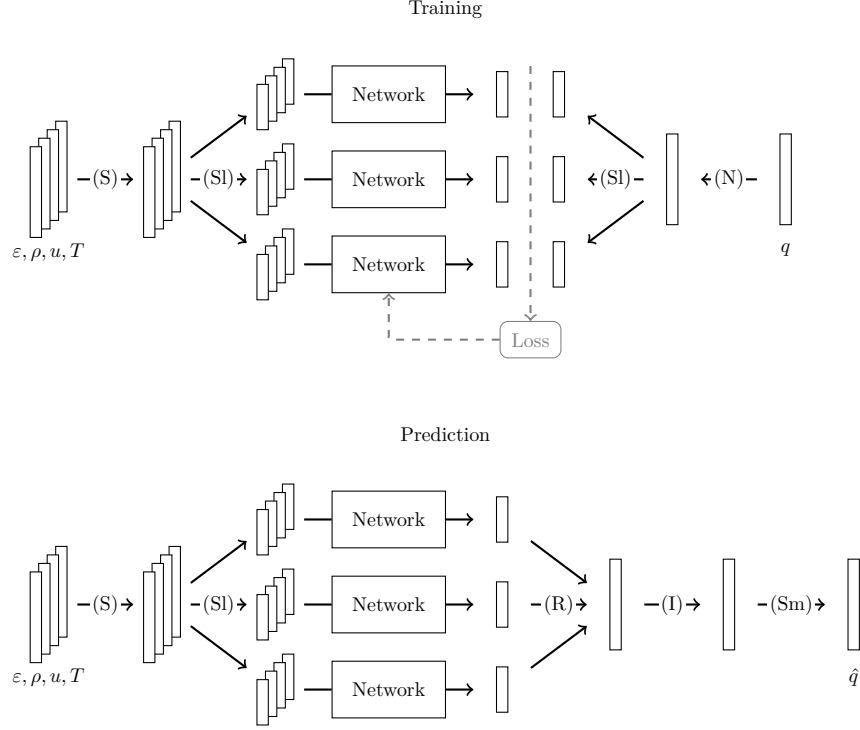 Training
Network
(S)
(Sl)
Network
(Sl)
(N)
ε, ρ, u, T
q
Network
Loss
Prediction
Network
(S)
(Sl)
Network
(R)
(I)
(Sm)
ε, ρ, u, T
q̂
Network